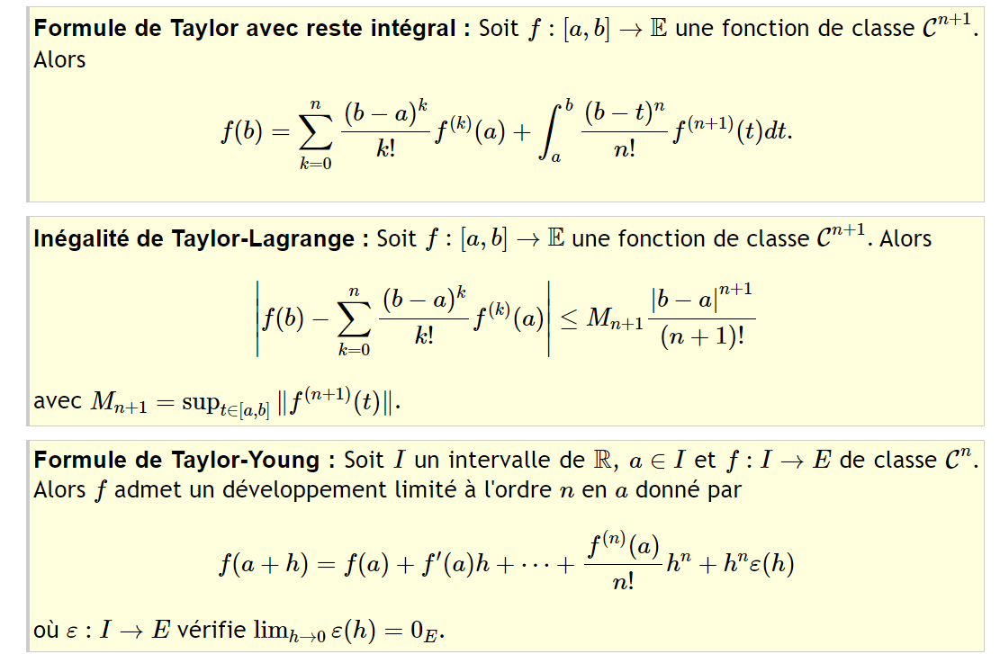 Formule de Taylor avec reste intégral : Soit $f : [a, b] \to \mathbb{E}$ une fonction de classe $\mathcal{C}^{n+1}$.
Alors
$f(b) = \sum_{k=0}^{n} \frac{(b-a)^k}{k!} f^{(k)}(a) + \int_a^b \frac{(b-t)^n}{n!} f^{(n+1)}(t)dt.$
Inégalité de Taylor-Lagrange : Soit $f : [a, b] \to \mathbb{E}$ une fonction de classe $\mathcal{C}^{n+1}$. Alors
$\left| f(b) - \sum_{k=0}^{n} \frac{(b-a)^k}{k!} f^{(k)}(a) \right| \leq M_{n+1} \frac{|b-a|^{n+1}}{(n+1)!}$
avec $M_{n+1} = \sup_{t \in [a,b]} \|f^{(n+1)}(t)\|$.
Formule de Taylor-Young : Soit $I$ un intervalle de $\mathbb{R}$, $a \in I$ et $f : I \to E$ de classe $\mathcal{C}^n$.
Alors $f$ admet un développement limité à l'ordre $n$ en $a$ donné par
$f(a+h) = f(a) + f'(a)h + \cdots + \frac{f^{(n)}(a)}{n!} h^n + h^n \varepsilon(h)$
où $\varepsilon : I \to E$ vérifie $\lim_{h \to 0} \varepsilon(h) = 0_E$.